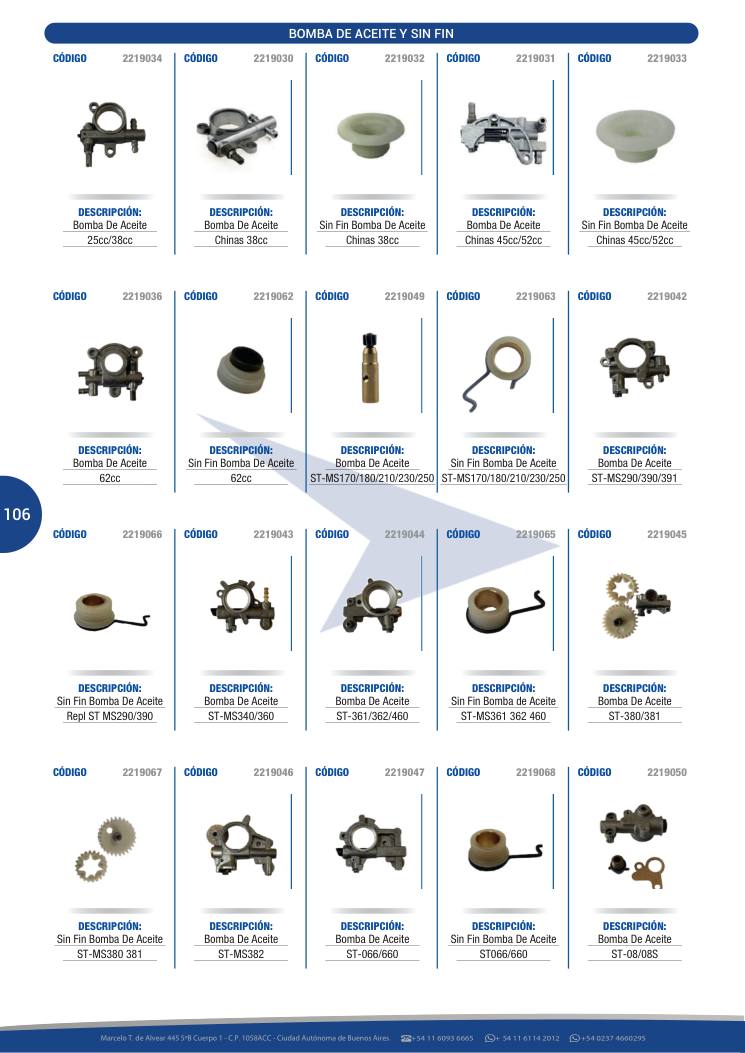 BOMBA DE ACEITE Y SIN FIN
CÓDIGO 2219034
DESCRIPCIÓN:
Bomba De Aceite
25cc/38cc
CÓDIGO 2219030
DESCRIPCIÓN:
Bomba De Aceite
Chinas 38cc
CÓDIGO 2219032
DESCRIPCIÓN:
Sin Fin Bomba De Aceite
Chinas 38cc
CÓDIGO 2219031
DESCRIPCIÓN:
Bomba De Aceite
Chinas 45cc/52cc
CÓDIGO 2219033
DESCRIPCIÓN:
Sin Fin Bomba De Aceite
Chinas 45cc/52cc
CÓDIGO 2219036
DESCRIPCIÓN:
Bomba De Aceite
62cc
CÓDIGO 2219062
DESCRIPCIÓN:
Sin Fin Bomba De Aceite
62cc
CÓDIGO 2219049
DESCRIPCIÓN:
Bomba De Aceite
ST-MS170/180/210/230/250
CÓDIGO 2219063
DESCRIPCIÓN:
Sin Fin Bomba De Aceite
ST-MS170/180/210/230/250
CÓDIGO 2219042
DESCRIPCIÓN:
Bomba De Aceite
ST-MS290/390/391
106
CÓDIGO 2219066
DESCRIPCIÓN:
Sin Fin Bomba De Aceite
Repl ST MS290/390
CÓDIGO 2219043
DESCRIPCIÓN:
Bomba De Aceite
ST-MS340/360
CÓDIGO 2219044
DESCRIPCIÓN:
Bomba De Aceite
ST-361/362/460
CÓDIGO 2219065
DESCRIPCIÓN:
Sin Fin Bomba de Aceite
ST-MS361 362 460
CÓDIGO 2219045
DESCRIPCIÓN:
Bomba De Aceite
ST-380/381
CÓDIGO 2219067
DESCRIPCIÓN:
Sin Fin Bomba De Aceite
ST-MS380 381
CÓDIGO 2219046
DESCRIPCIÓN:
Bomba De Aceite
ST-MS382
CÓDIGO 2219047
DESCRIPCIÓN:
Bomba De Aceite
ST-066/660
CÓDIGO 2219068
DESCRIPCIÓN:
Sin Fin Bomba De Aceite
ST066/660
CÓDIGO 2219050
DESCRIPCIÓN:
Bomba De Aceite
ST-08/08S
Marcelo T. de Alvear 445 5ºB Cuerpo 1 - C.P. 1058ACC - Ciudad Autónoma de Buenos Aires. +54 11 6093 6665 + 54 11 6114 2012 +54 0237 4660295